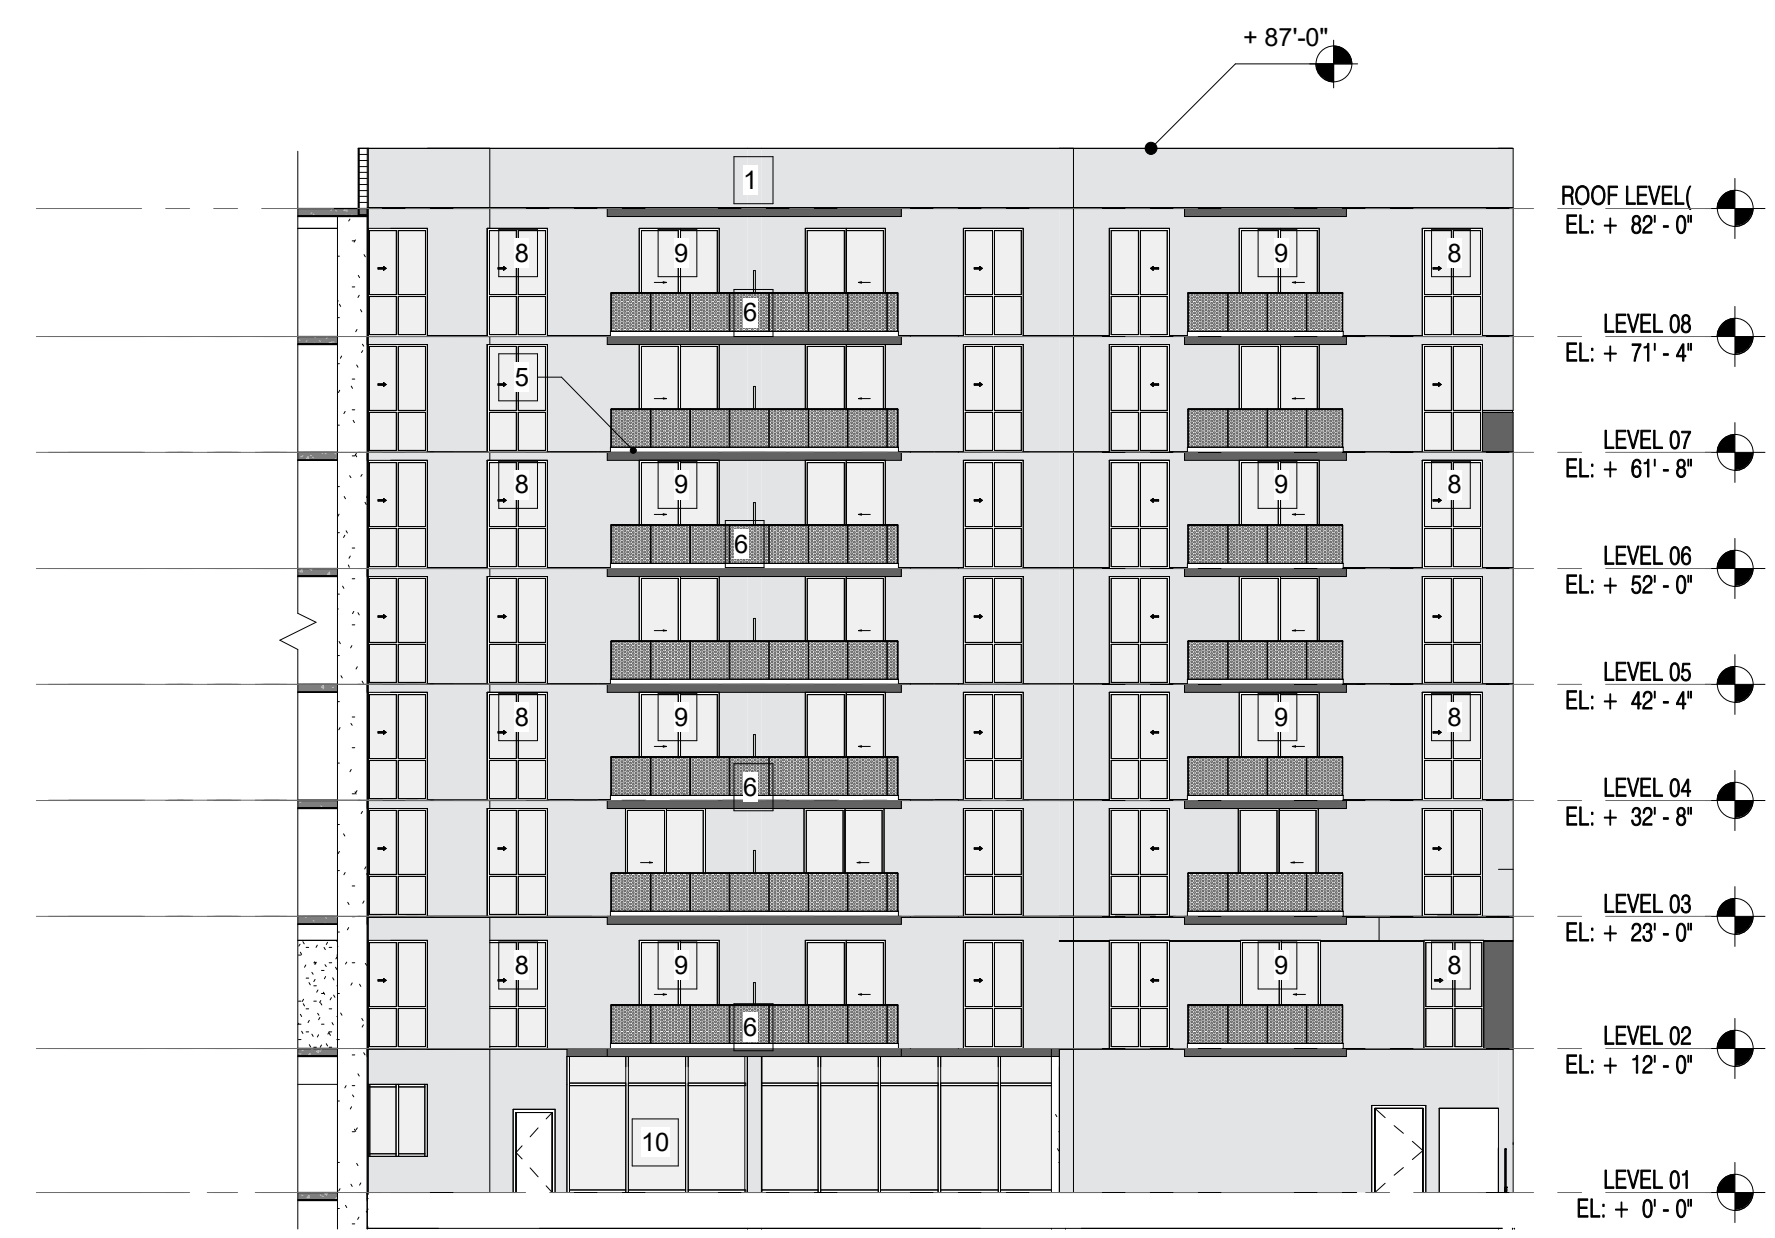 + 87'-0"
1
ROOF LEVEL(
EL: + 82' - 0"
8
9
9
8
6
LEVEL 08
EL: + 71' - 4"
5
LEVEL 07
EL: + 61' - 8"
8
9
9
8
6
LEVEL 06
EL: + 52' - 0"
LEVEL 05
EL: + 42' - 4"
8
9
9
8
6
LEVEL 04
EL: + 32' - 8"
LEVEL 03
EL: + 23' - 0"
8
9
9
8
6
LEVEL 02
EL: + 12' - 0"
10
LEVEL 01
EL: + 0' - 0"